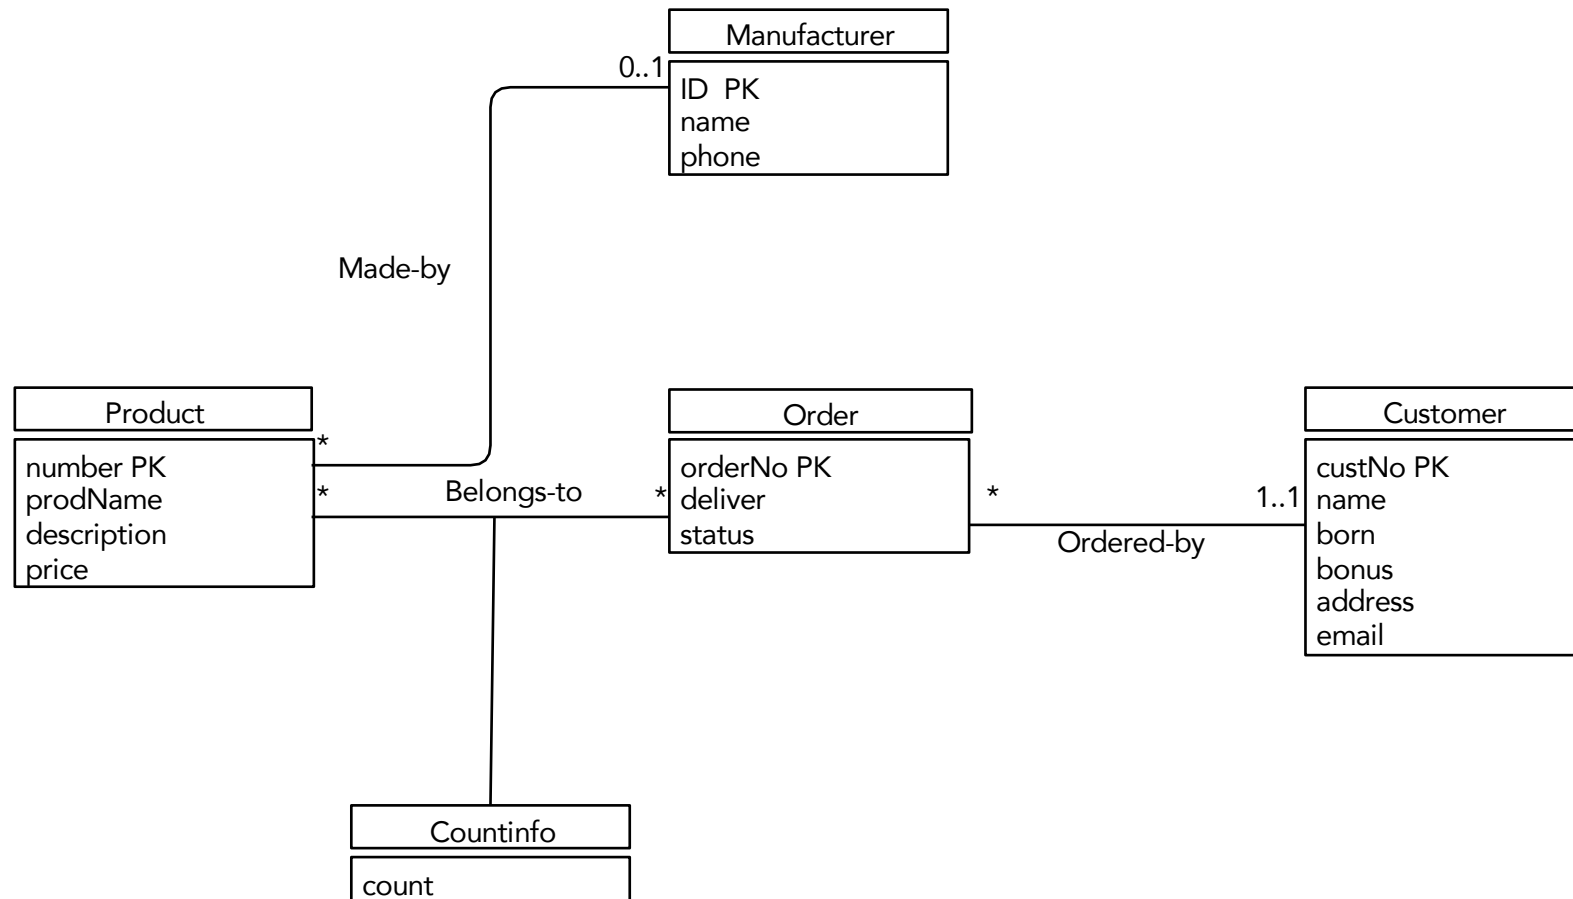 Manufacturer
0..1
ID PK
name
phone
Made-by
Product
Order
Customer
*
number PK
prodName
description
price
*
Belongs-to
*
orderNo PK
deliver
status
*
1..1
Ordered-by
custNo PK
name
born
bonus
address
email
Countinfo
count